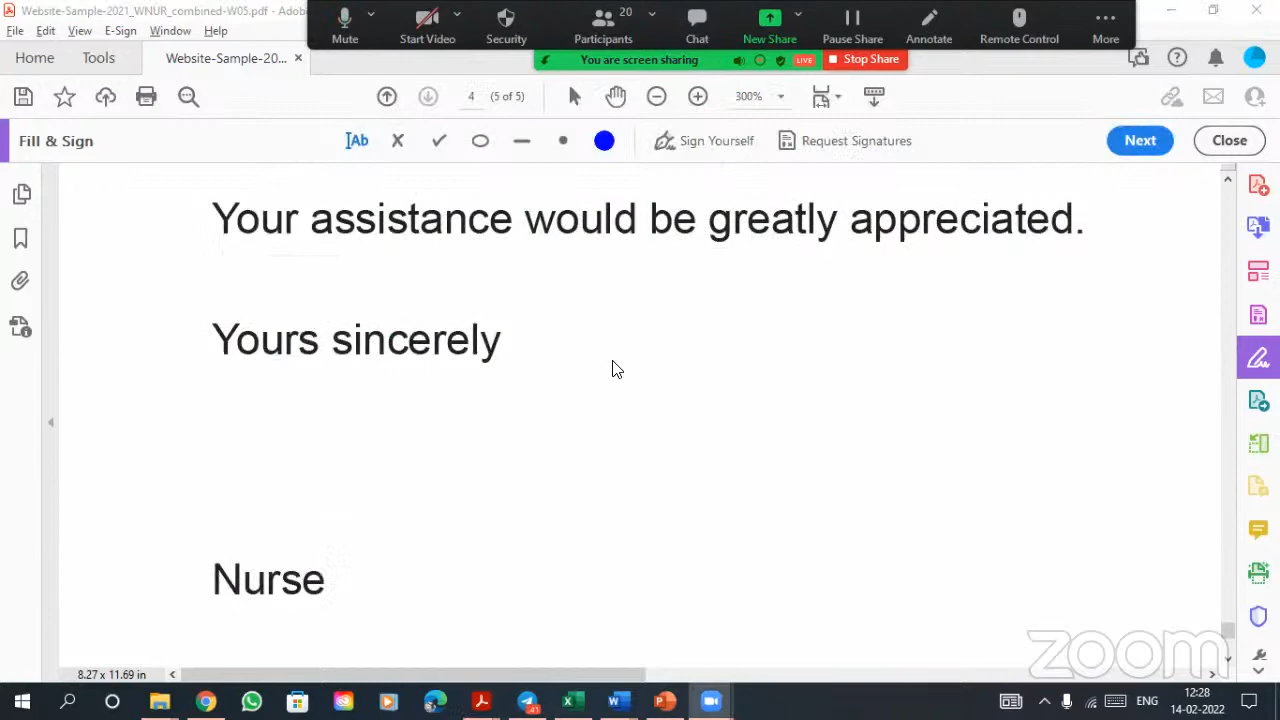 Website-Sample-2021_WNUR_combined-W05.pdf - Adob
File Edit View E-Sign Window Help
Mute Start Video Security Participants 20 Chat New Share Pause Share Annotate Remote Control More
You are screen sharing LIVE Stop Share
Home Tools Website-Sample-20...
4 (5 of 5) 300%
Fill & Sign Ab Sign Yourself Request Signatures Next Close
Your assistance would be greatly appreciated.
Yours sincerely
Nurse
zoom
8.27 x 11.69 in
41 ENG 12:28
14-02-2022